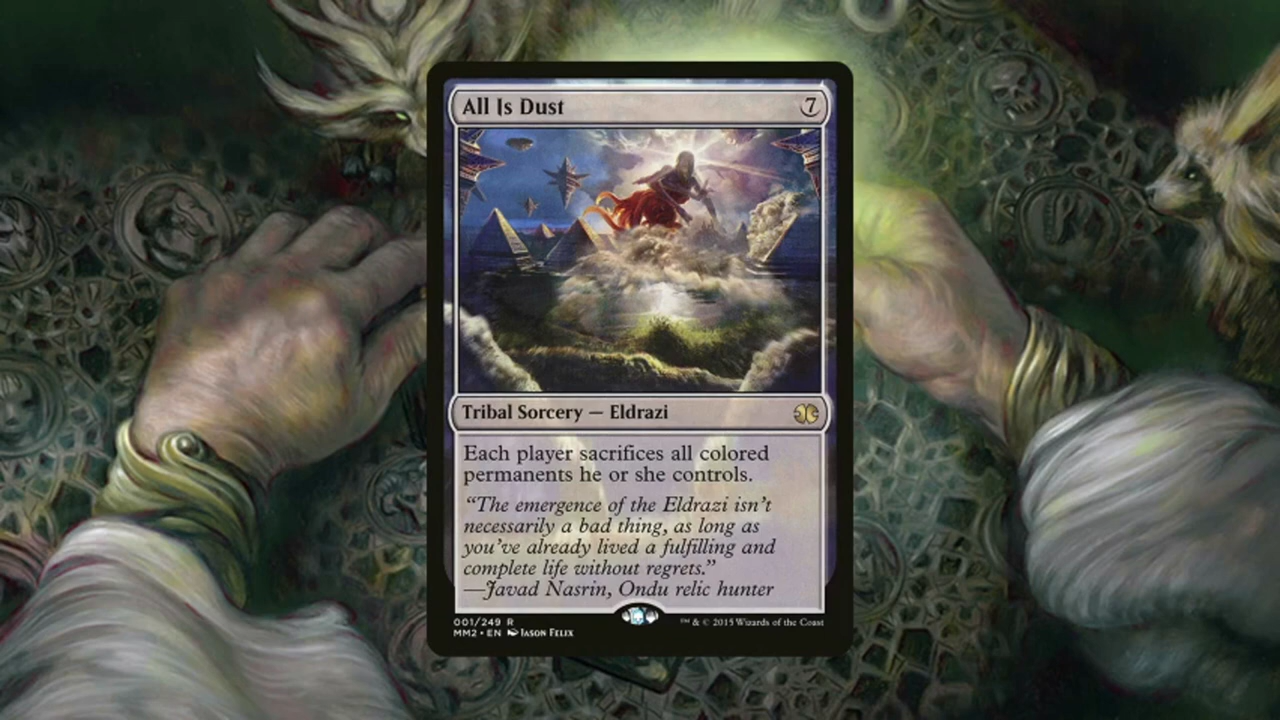 All Is Dust 7
Tribal Sorcery — Eldrazi
Each player sacrifices all colored
permanents he or she controls.
“The emergence of the Eldrazi isn’t
necessarily a bad thing, as long as
you’ve already lived a fulfilling and
complete life without regrets.”
—Javad Nasrin, Ondu relic hunter
001/249 R
MM2 • EN Jason Felix
™ & © 2015 Wizards of the Coast